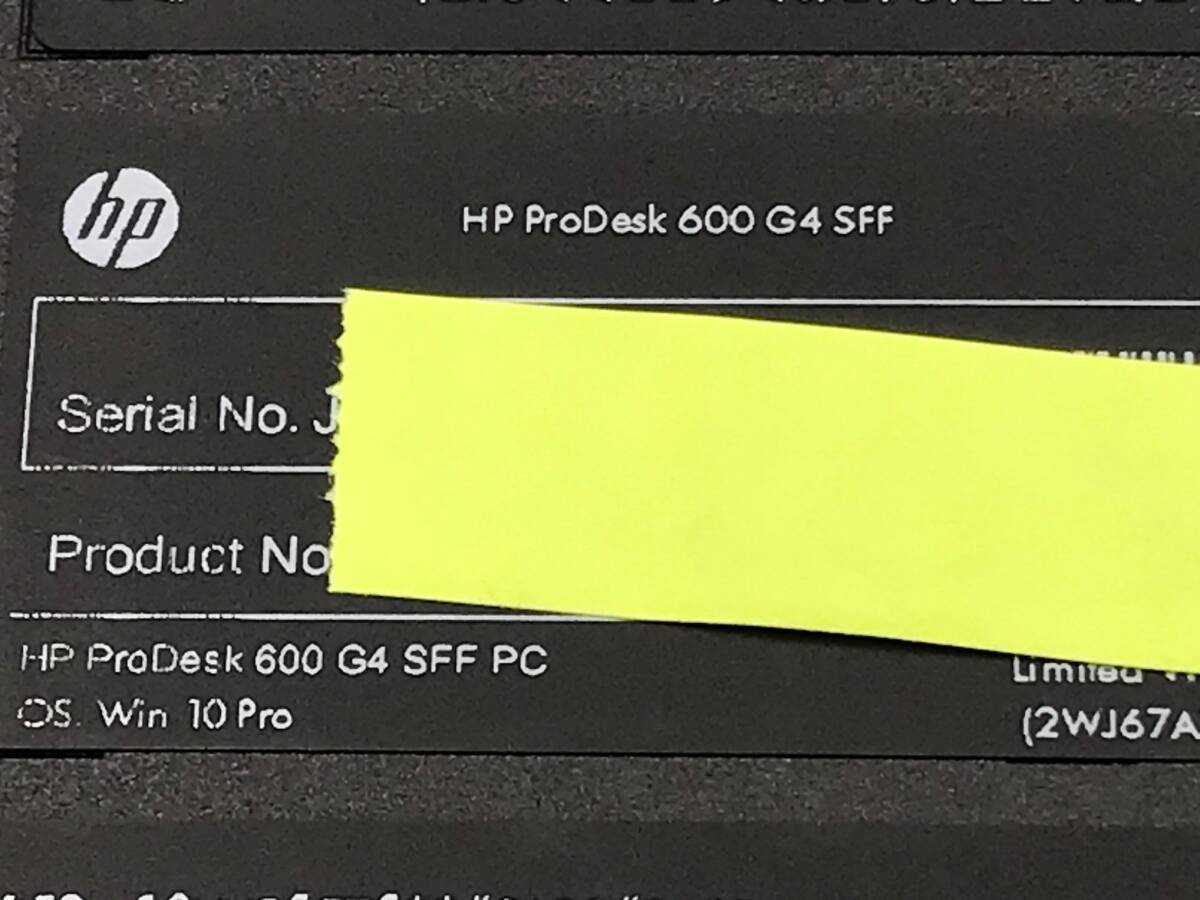 hp
HP ProDesk 600 G4 SFF
Serial No. J
Product No
HP ProDesk 600 G4 SFF PC
Limited
OS. Win 10 Pro
(2WJ67A